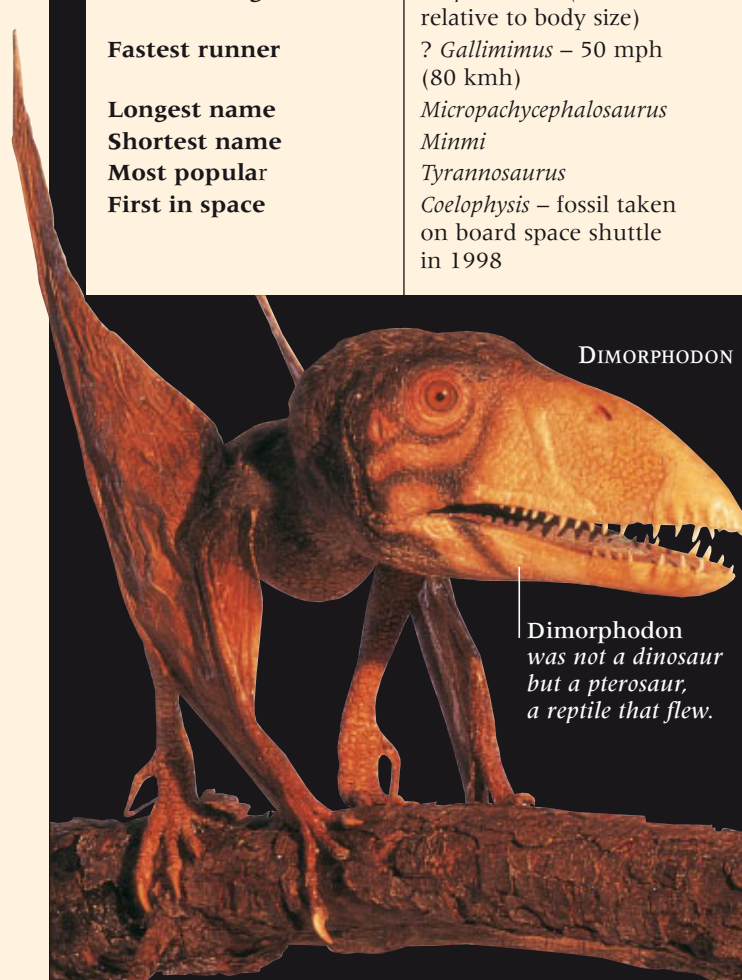 relative to body size)
Fastest runner ? Gallimimus – 50 mph
(80 kmh)
Longest name Micropachycephalosaurus
Shortest name Minmi
Most popular Tyrannosaurus
First in space Coelophysis – fossil taken
on board space shuttle
in 1998
DIMORPHODON
Dimorphodon
was not a dinosaur
but a pterosaur,
a reptile that flew.